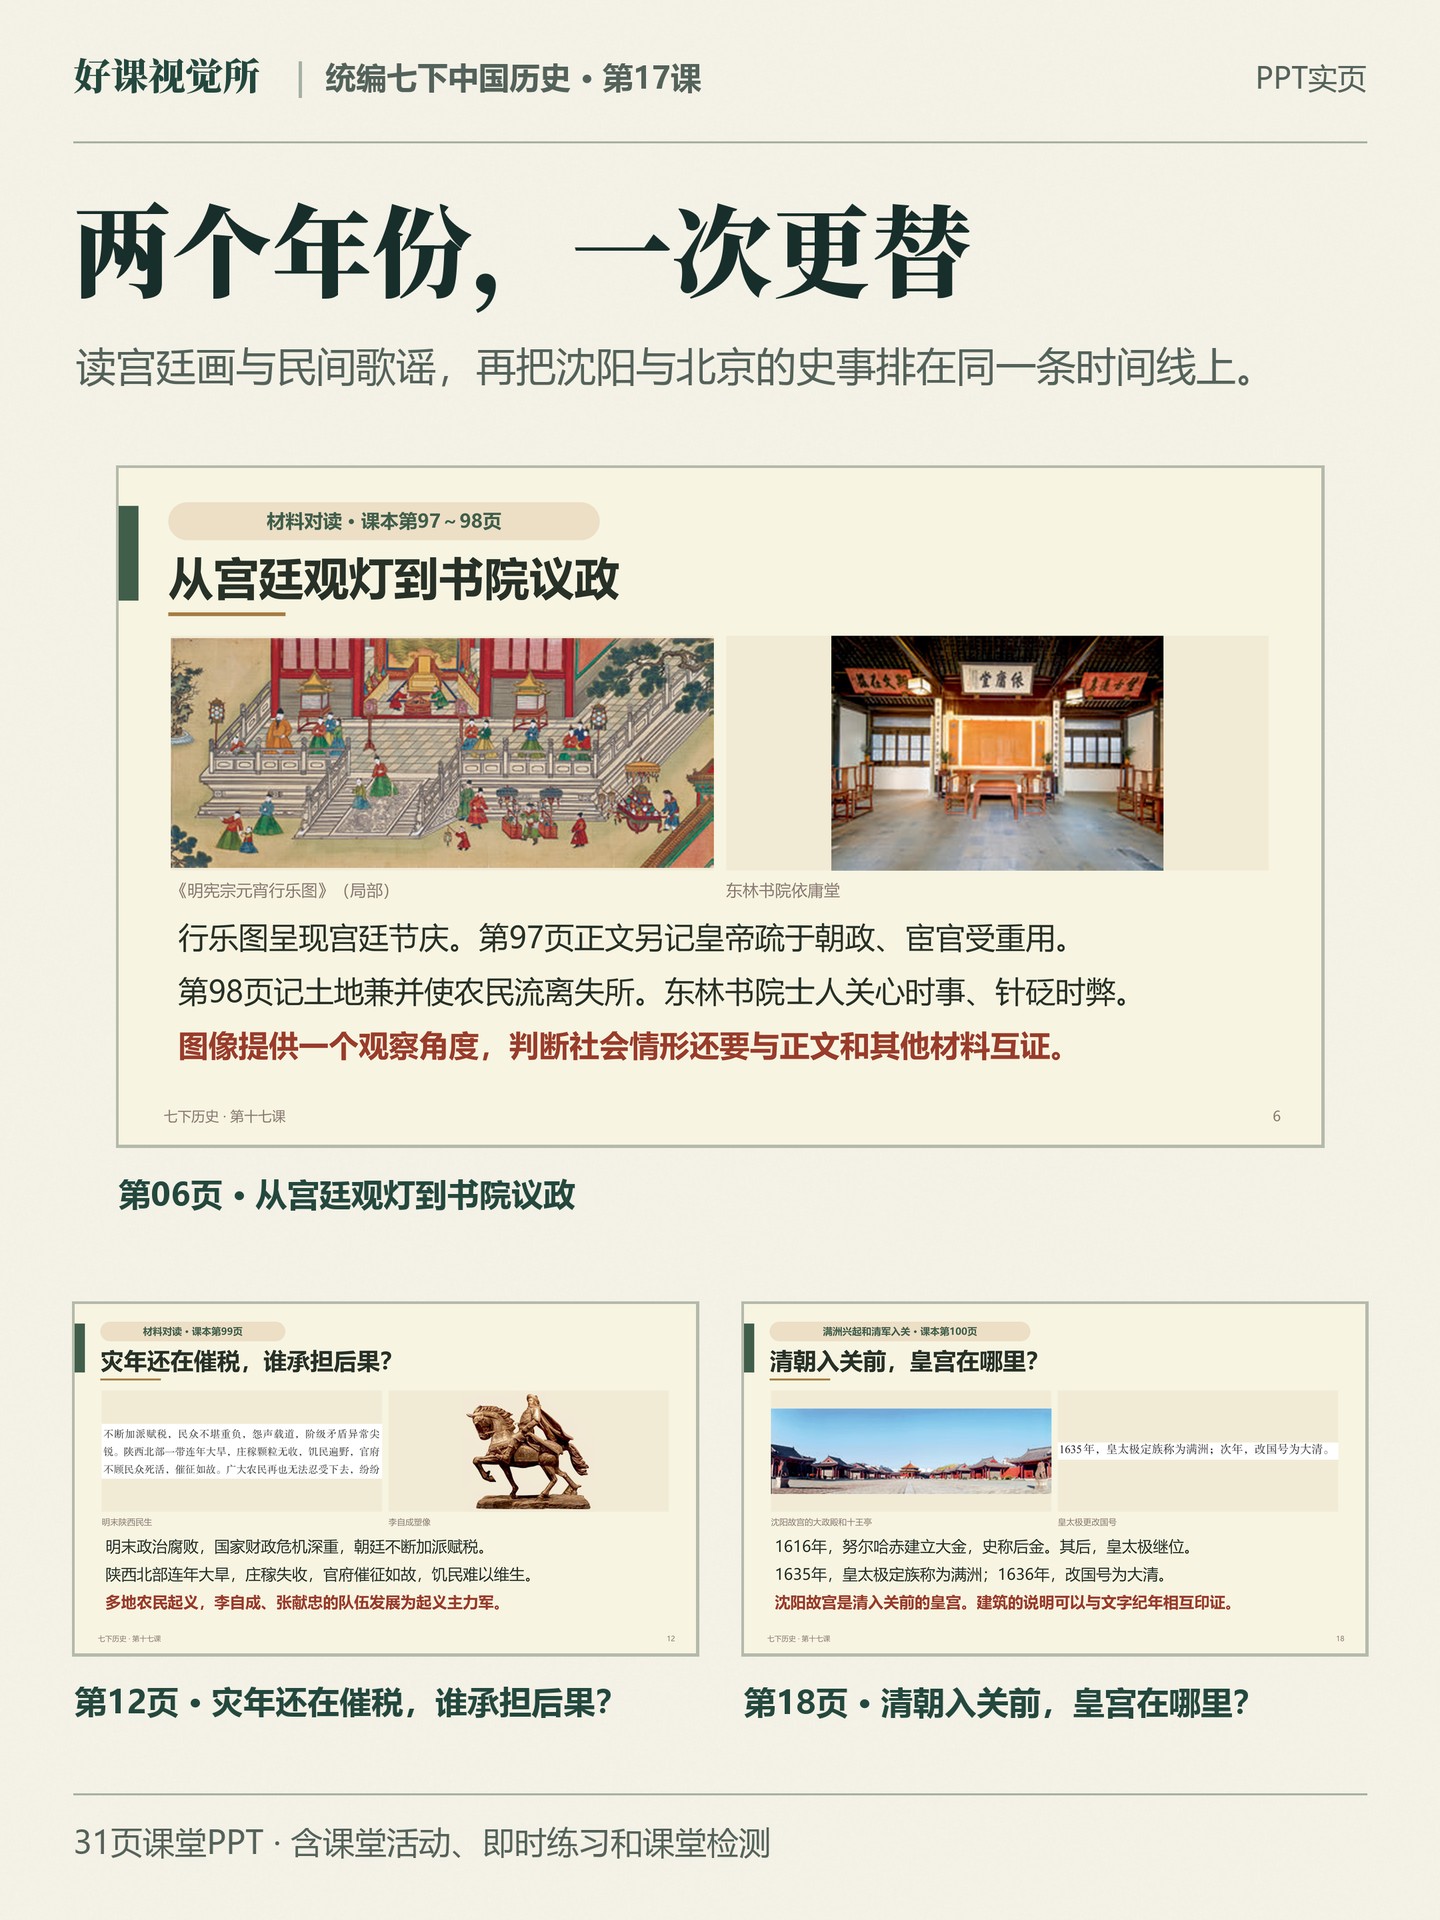 好课视觉所 | 统编七下中国历史·第17课
PPT实页
两个年份，一次更替
读宫廷画与民间歌谣，再把沈阳与北京的史事排在同一条时间线上。
材料对读·课本第97～98页
从宫廷观灯到书院议政
依庸堂
《明宪宗元宵行乐图》（局部）
东林书院依庸堂
行乐图呈现宫廷节庆。第97页正文另记皇帝疏于朝政、宦官受重用。
第98页记土地兼并使农民流离失所。东林书院士人关心时事、针砭时弊。
图像提供一个观察角度，判断社会情形还要与正文和其他材料互证。
七下历史·第十七课
6
第06页·从宫廷观灯到书院议政
材料对读·课本第99页
灾年还在催税，谁承担后果？
不断加派赋税，民众不堪重负，怨声载道，阶级矛盾异常尖
锐。陕西北部一带连年大旱，庄稼颗粒无收，饥民遍野，官府
不顾民众死活，催征如故。广大农民再也无法忍受下去，纷纷
明末陕西民生
李自成塑像
明末政治腐败，国家财政危机深重，朝廷不断加派赋税。
陕西北部连年大旱，庄稼失收，官府催征如故，饥民难以维生。
多地农民起义，李自成、张献忠的队伍发展为起义主力军。
七下历史·第十七课
12
第12页·灾年还在催税，谁承担后果？
满洲兴起和清军入关·课本第100页
清朝入关前，皇宫在哪里？
1635年，皇太极定族称为满洲；次年，改国号为大清。
沈阳故宫的大政殿和十王亭
皇太极更改国号
1616年，努尔哈赤建立大金，史称后金。其后，皇太极继位。
1635年，皇太极定族称为满洲；1636年，改国号为大清。
沈阳故宫是清入关前的皇宫。建筑的说明可以与文字纪年相互印证。
七下历史·第十七课
18
第18页·清朝入关前，皇宫在哪里？
31页课堂PPT·含课堂活动、即时练习和课堂检测